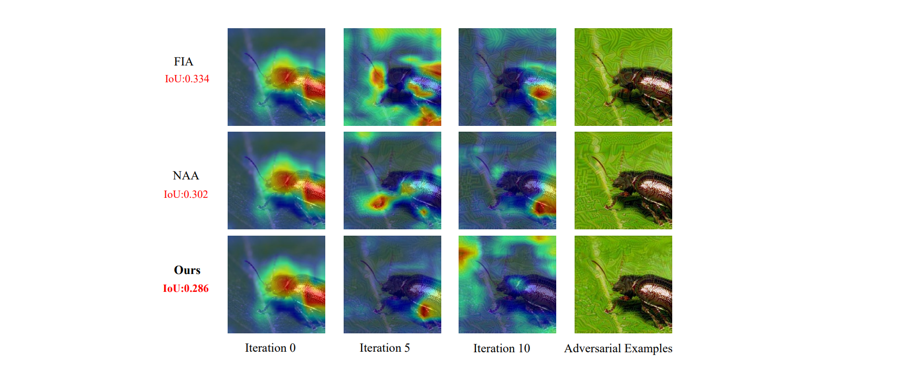 FIA
IoU:0.334
NAA
IoU:0.302
Ours
IoU:0.286
Iteration 0
Iteration 5
Iteration 10
Adversarial Examples